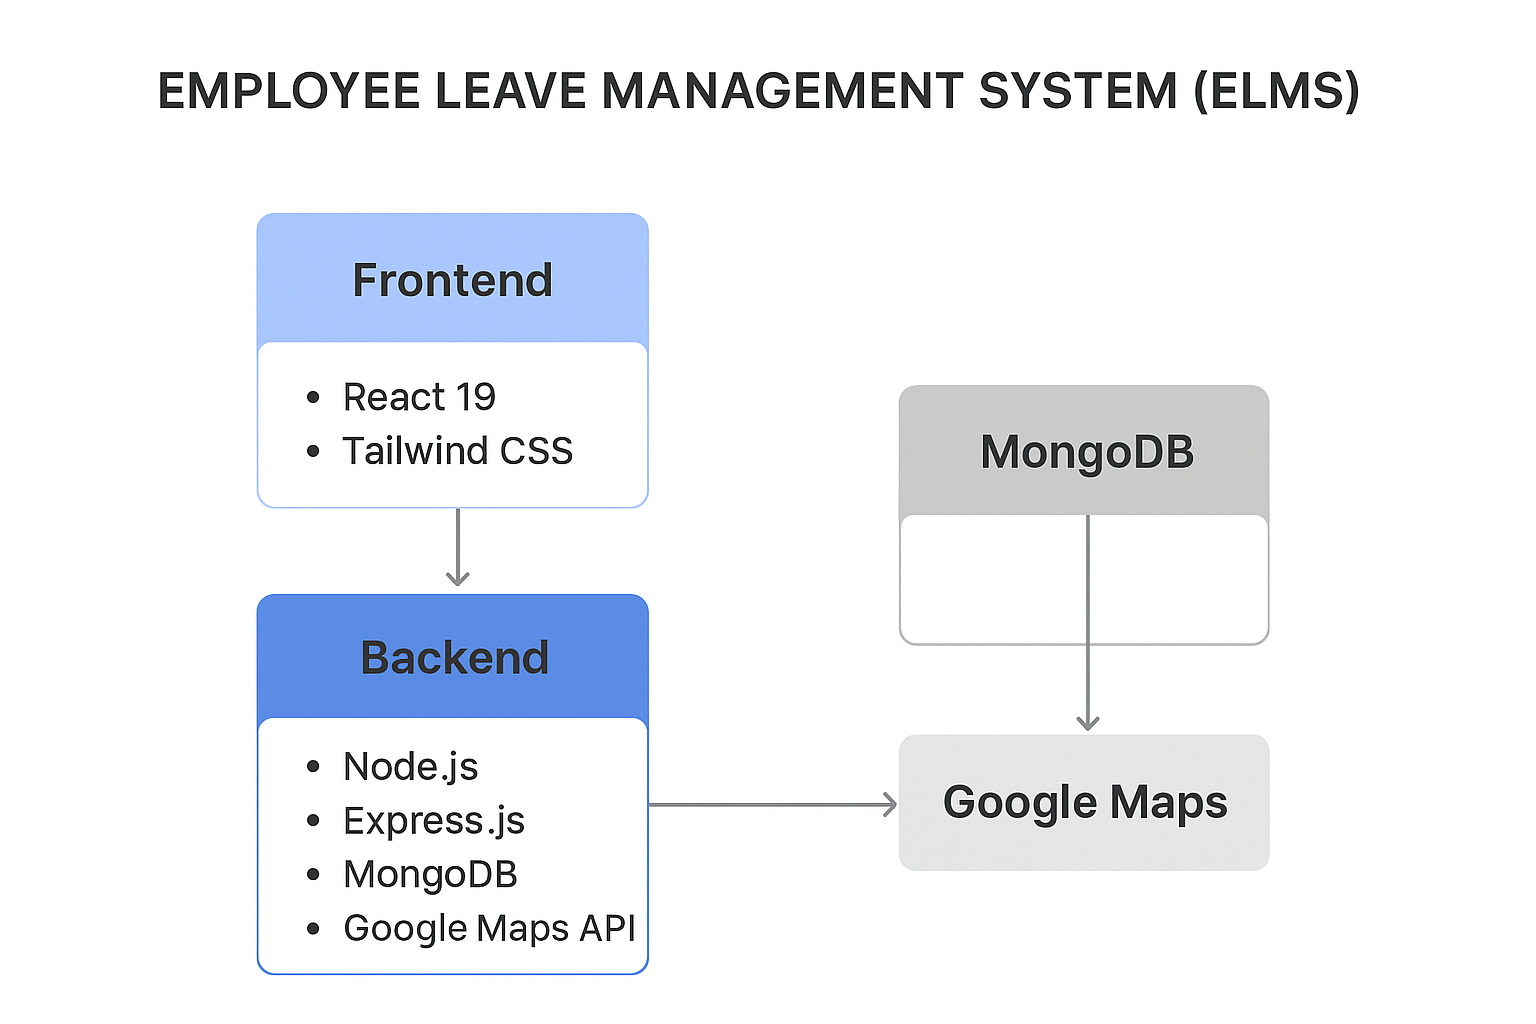 EMPLOYEE LEAVE MANAGEMENT SYSTEM (ELMS)
Frontend
• React 19
• Tailwind CSS
Backend
• Node.js
• Express.js
• MongoDB
• Google Maps API
MongoDB
Google Maps